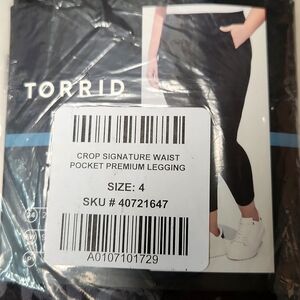 TORRID
CROP SIGNATURE WAIST
POCKET PREMIUM LEGGING
SIZE: 4
SKU # 40721647
A0107101729